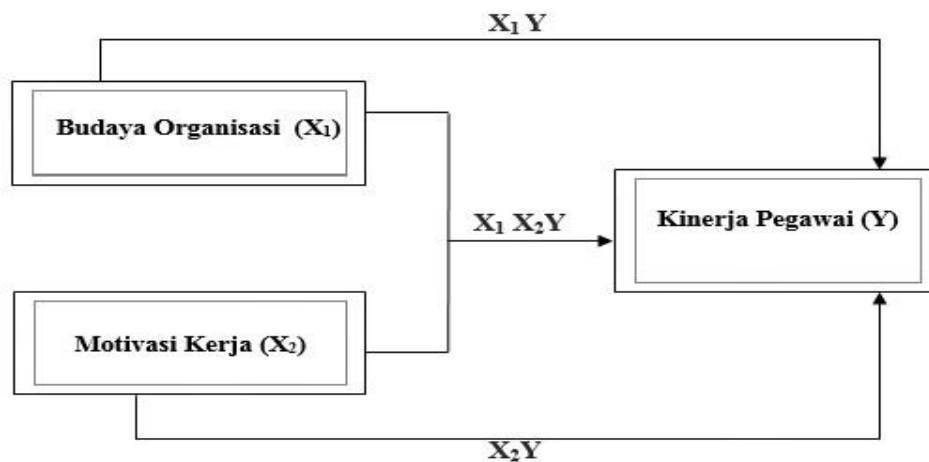 X₁ Y
Budaya Organisasi (X₁)
X₁ X₂Y
Kinerja Pegawai (Y)
Motivasi Kerja (X₂)
X₂Y